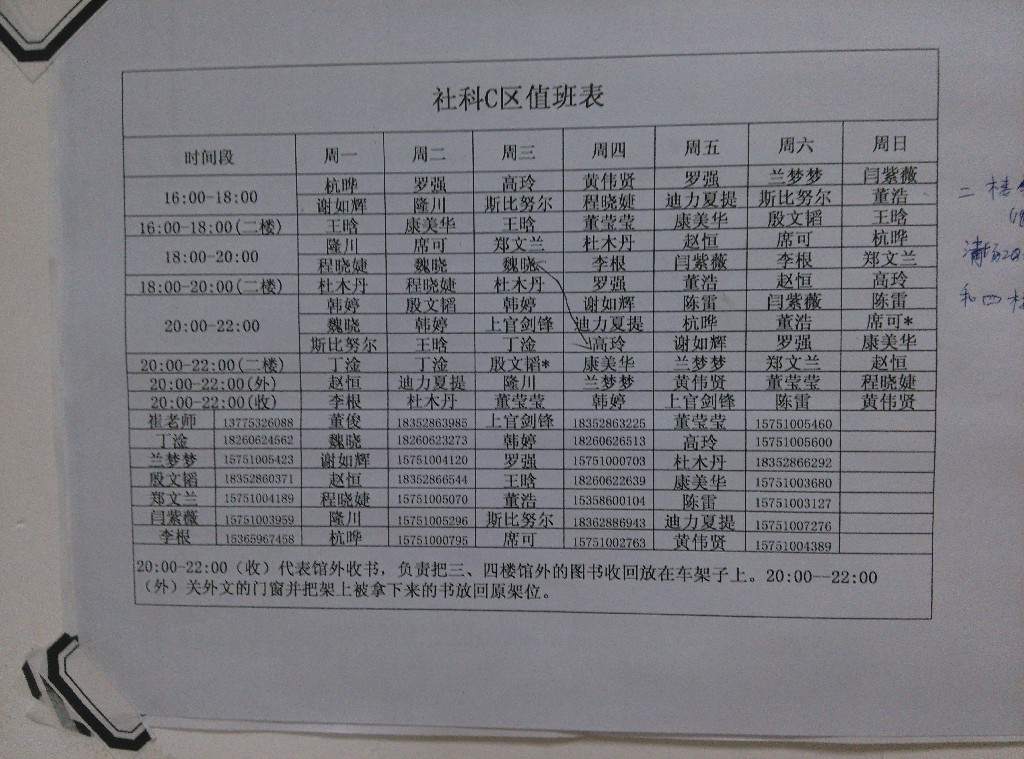 社科C区值班表
时间段 周一 周二 周三 周四 周五 周六 周日
16:00-18:00 杭晔 罗强 高玲 黄伟贤 罗强 兰梦梦 闫紫薇
谢如辉 隆川 斯比努尔 程晓婕 迪力夏提 斯比努尔 董浩
16:00-18:00(二楼) 王晗 康美华 王晗 董莹莹 康美华 殷文韬 王晗
18:00-20:00 隆川 席可 郑文兰 杜木丹 赵恒 席可 杭晔
程晓婕 魏晓 魏晓 李根 闫紫薇 李根 郑文兰
18:00-20:00(二楼) 杜木丹 程晓婕 杜木丹 罗强 董浩 赵恒 高玲
20:00-22:00 韩婷 殷文韬 韩婷 谢如辉 陈雷 闫紫薇 陈雷
魏晓 韩婷 上官剑锋 迪力夏提 杭晔 董浩 席可*
斯比努尔 王晗 丁淦 高玲 谢如辉 罗强 康美华
20:00-22:00(二楼) 丁淦 丁淦 殷文韬* 康美华 兰梦梦 郑文兰 赵恒
20:00-22:00(外) 赵恒 迪力夏提 隆川 兰梦梦 黄伟贤 董莹莹 程晓婕
20:00-22:00(收) 李根 杜木丹 董莹莹 韩婷 上官剑锋 陈雷 黄伟贤
崔老师 13775326088 董俊 18352863985 上官剑锋 18352863225 董莹莹 15751005460
丁淦 18260624562 魏晓 18260623273 韩婷 18260626513 高玲 15751005600
兰梦梦 15751005423 谢如辉 15751004120 罗强 15751000703 杜木丹 18352866292
殷文韬 18352860371 赵恒 18352866544 王晗 18260622639 康美华 15751003680
郑文兰 15751004189 程晓婕 15751005070 董浩 15358600104 陈雷 15751003127
闫紫薇 15751003959 隆川 15751005296 斯比努尔 18362886943 迪力夏提 15751007276
李根 15365967458 杭晔 15751000795 席可 15751002763 黄伟贤 15751004389
20:00-22:00（收）代表馆外收书，负责把三、四楼馆外的图书收回放在车架子上。20:00--22:00
（外）关外文的门窗并把架上被拿下来的书放回原架位。
二楼
和四楼